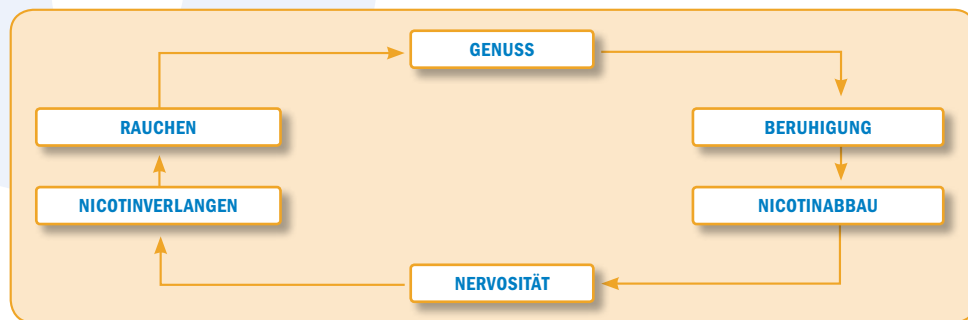 GENUSS
RAUCHEN
BERUHIGUNG
NICOTINVERLANGEN
NICOTINABBAU
NERVOSITÄT